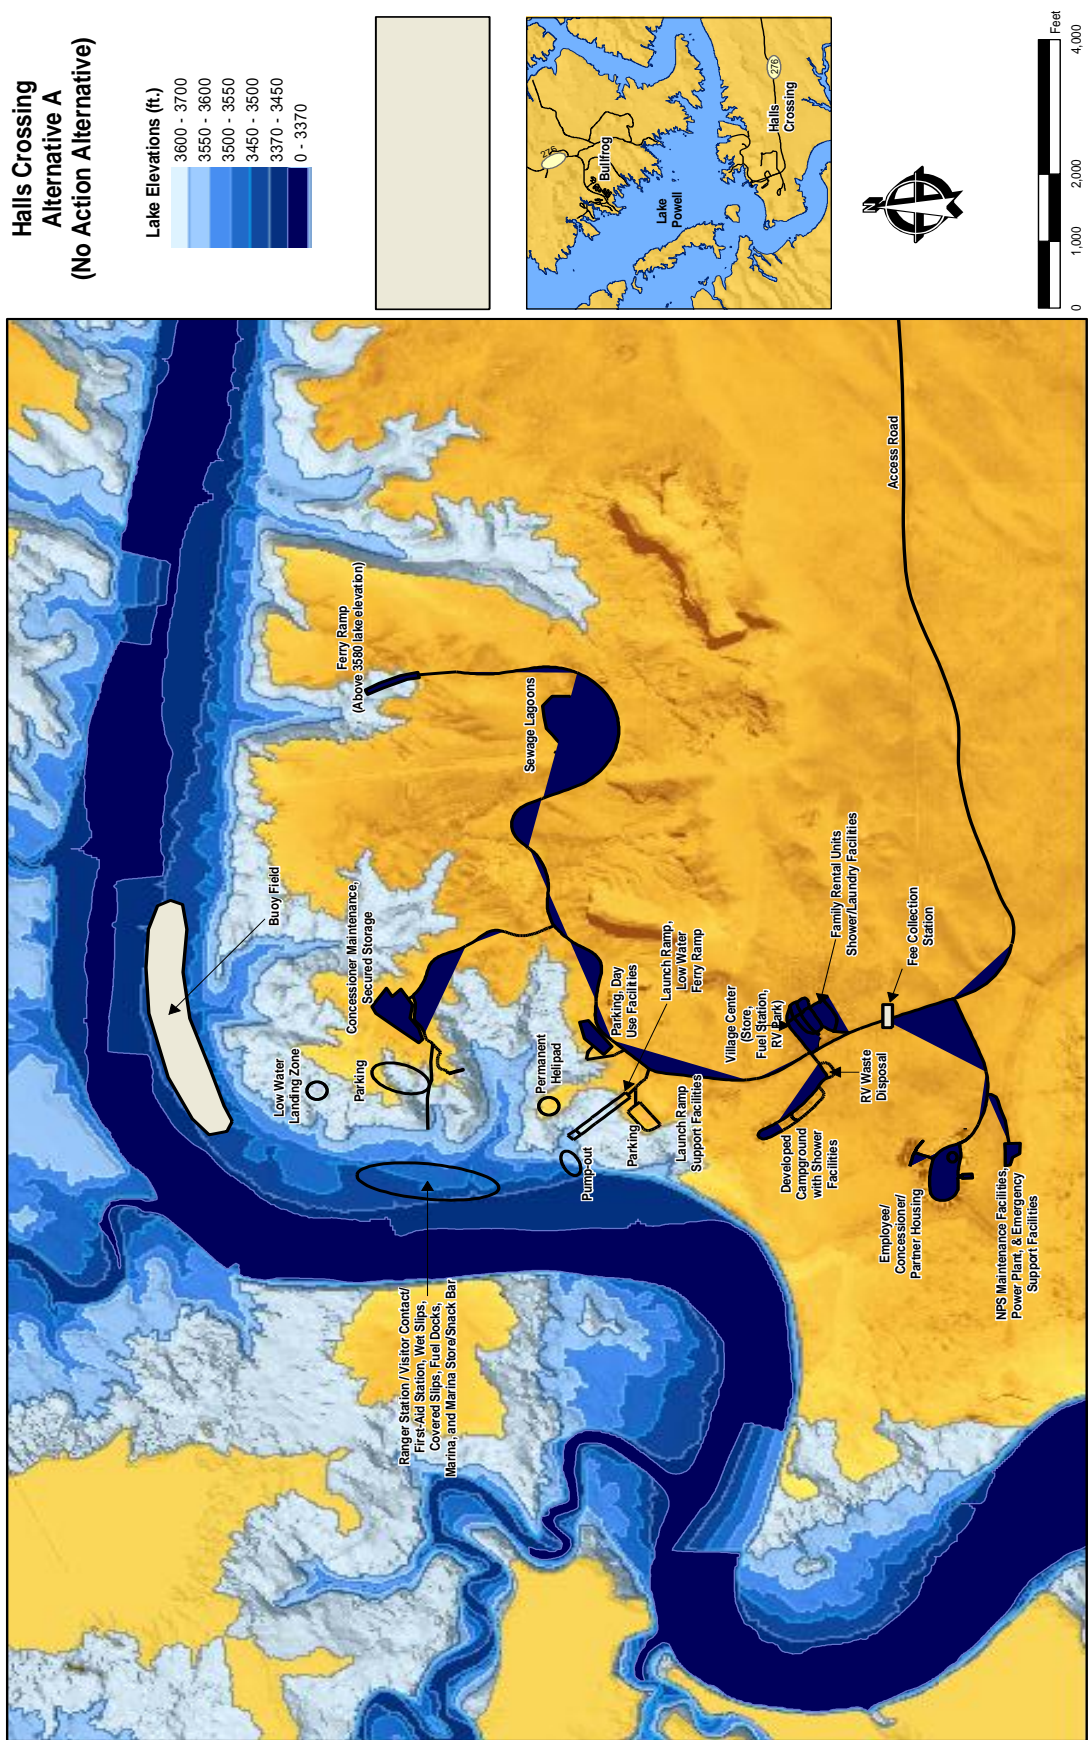 Halls Crossing
Alternative A
(No Action Alternative)
Lake Elevations (ft.)
3600 - 3700
3550 - 3600
3500 - 3550
3450 - 3500
3370 - 3450
0 - 3370
276
Bullfrog
Lake
Powell
Halls
Crossing
276
N
0
1,000
2,000
4,000
Feet
Ferry Ramp
(Above 3580 lake elevation)
Sewage Lagoons
Access Road
Buoy Field
Concessioner Maintenance,
Secured Storage
Low Water
Landing Zone
Parking
Permanent
Helipad
Parking, Day
Use Facilities
Launch Ramp,
Low Water
Ferry Ramp
Pump-out
Parking
Launch Ramp
Support Facilities
Village Center
(Store,
Fuel Station,
RV Park)
Family Rental Units
Shower/Laundry Facilities
Fee Collection
Station
RV Waste
Disposal
Developed
Campground
with Shower
Facilities
Employee/
Concessioner/
Partner Housing
NPS Maintenance Facilities,
Power Plant, & Emergency
Support Facilities
Ranger Station / Visitor Contact/
First-Aid Station, Wet Slips,
Covered Slips, Fuel Docks,
Marina, and Marina Store/Snack Bar